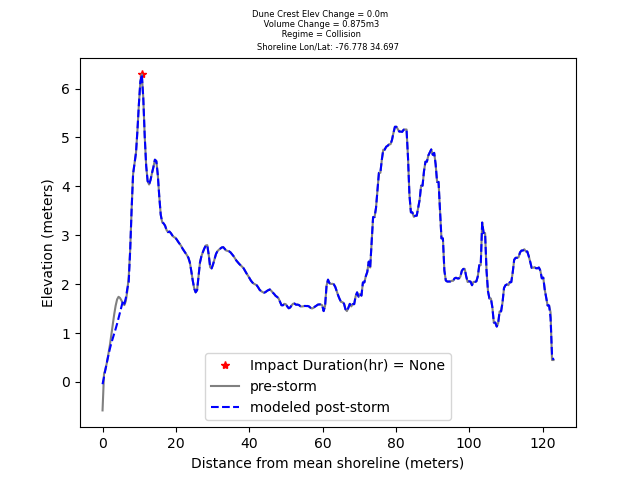 Dune Crest Elev Change = 0.0m
Volume Change = 0.875m3
Regime = Collision
Shoreline Lon/Lat: -76.778 34.697
Elevation (meters)
6
5
4
3
2
1
0
Impact Duration(hr) = None
pre-storm
modeled post-storm
0 20 40 60 80 100 120
Distance from mean shoreline (meters)